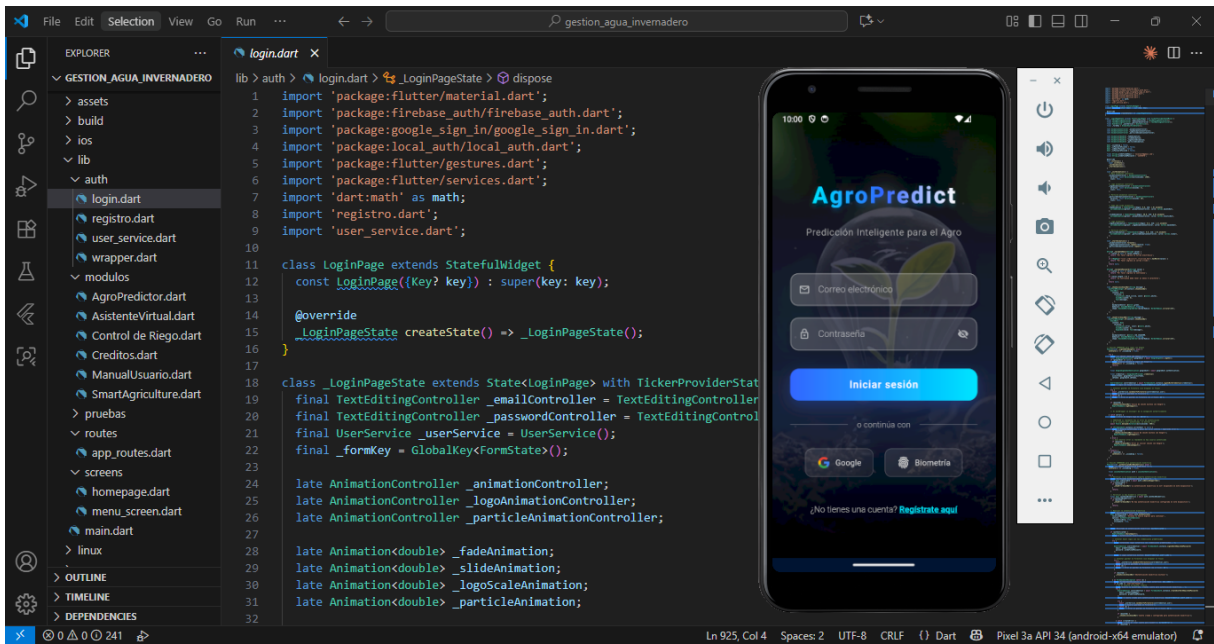 File Edit Selection View Go Run ···
gestion_agua_invernadero
EXPLORER ···
GESTION_AGUA_INVERNADERO
assets
build
ios
lib
auth
login.dart
registro.dart
user_service.dart
wrapper.dart
modulos
AgroPredictor.dart
AsistenteVirtual.dart
Control de Riego.dart
Creditos.dart
ManualUsuario.dart
SmartAgriculture.dart
pruebas
routes
app_routes.dart
screens
homepage.dart
menu_screen.dart
main.dart
linux
OUTLINE
TIMELINE
DEPENDENCIES
login.dart
lib > auth > login.dart > _LoginPageState > dispose
1 import 'package:flutter/material.dart';
2 import 'package:firebase_auth/firebase_auth.dart';
3 import 'package:google_sign_in/google_sign_in.dart';
4 import 'package:local_auth/local_auth.dart';
5 import 'package:flutter/gestures.dart';
6 import 'package:flutter/services.dart';
7 import 'dart:math' as math;
8 import 'registro.dart';
9 import 'user_service.dart';
10
11 class LoginPage extends StatefulWidget {
12 const LoginPage({Key? key}) : super(key: key);
13
14 @override
15 _LoginPageState createState() => _LoginPageState();
16 }
17
18 class _LoginPageState extends State<LoginPage> with TickerProviderStat
19 final TextEditingController _emailController = TextEditingController
20 final TextEditingController _passwordController = TextEditingControl
21 final UserService _userService = UserService();
22 final _formKey = GlobalKey<FormState>();
23
24 late AnimationController _animationController;
25 late AnimationController _logoAnimationController;
26 late AnimationController _particleAnimationController;
27
28 late Animation<double> _fadeAnimation;
29 late Animation<double> _slideAnimation;
30 late Animation<double> _logoScaleAnimation;
31 late Animation<double> _particleAnimation;
32
10:00
AgroPredict
Predicción Inteligente para el Agro
Correo electrónico
Contraseña
Iniciar sesión
o continúa con
Google
Biometría
¿No tienes una cuenta? Regístrate aquí
0 0 241
Ln 925, Col 4 Spaces: 2 UTF-8 CRLF {} Dart Pixel 3a API 34 (android-x64 emulator)